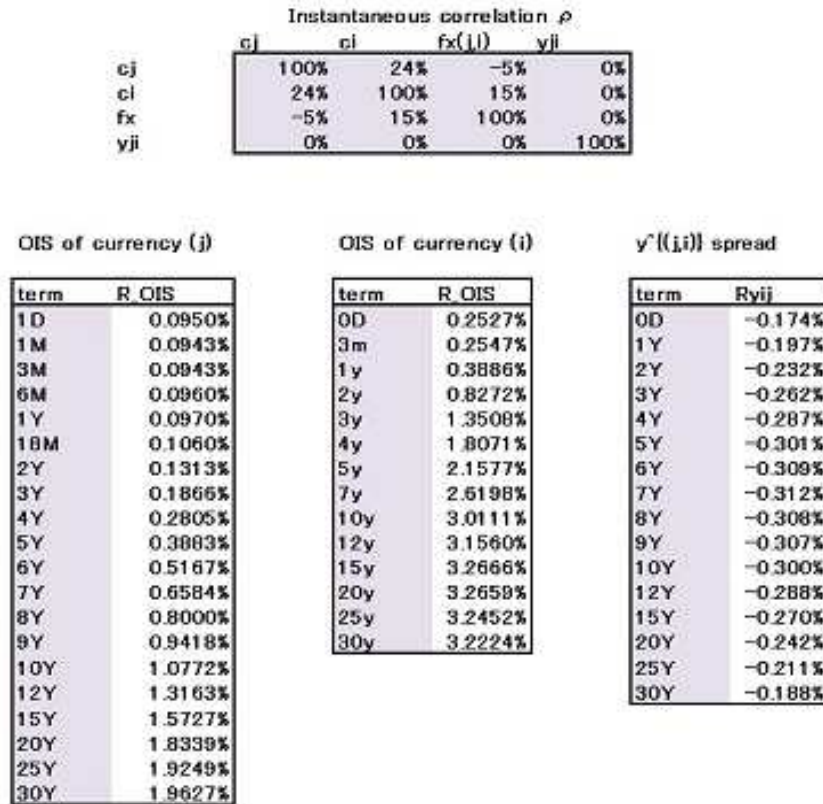 Instantaneous correlation ρ
cj ci fx(j,i) yji
cj 100% 24% -5% 0%
ci 24% 100% 15% 0%
fx -5% 15% 100% 0%
yji 0% 0% 0% 100%
OIS of currency (j)
term R_OIS
1D 0.0950%
1M 0.0943%
3M 0.0943%
6M 0.0960%
1Y 0.0970%
18M 0.1060%
2Y 0.1313%
3Y 0.1866%
4Y 0.2805%
5Y 0.3883%
6Y 0.5167%
7Y 0.6584%
8Y 0.8000%
9Y 0.9418%
10Y 1.0772%
12Y 1.3163%
15Y 1.5727%
20Y 1.8339%
25Y 1.9249%
30Y 1.9627%
OIS of currency (i)
term R_OIS
0D 0.2527%
3m 0.2547%
1y 0.3886%
2y 0.8272%
3y 1.3508%
4y 1.8071%
5y 2.1577%
7y 2.6198%
10y 3.0111%
12y 3.1560%
15y 3.2666%
20y 3.2659%
25y 3.2452%
30y 3.2224%
y^{(j,i)} spread
term Ryij
0D -0.174%
1Y -0.197%
2Y -0.232%
3Y -0.262%
4Y -0.287%
5Y -0.301%
6Y -0.309%
7Y -0.312%
8Y -0.308%
9Y -0.307%
10Y -0.300%
12Y -0.288%
15Y -0.270%
20Y -0.242%
25Y -0.211%
30Y -0.188%